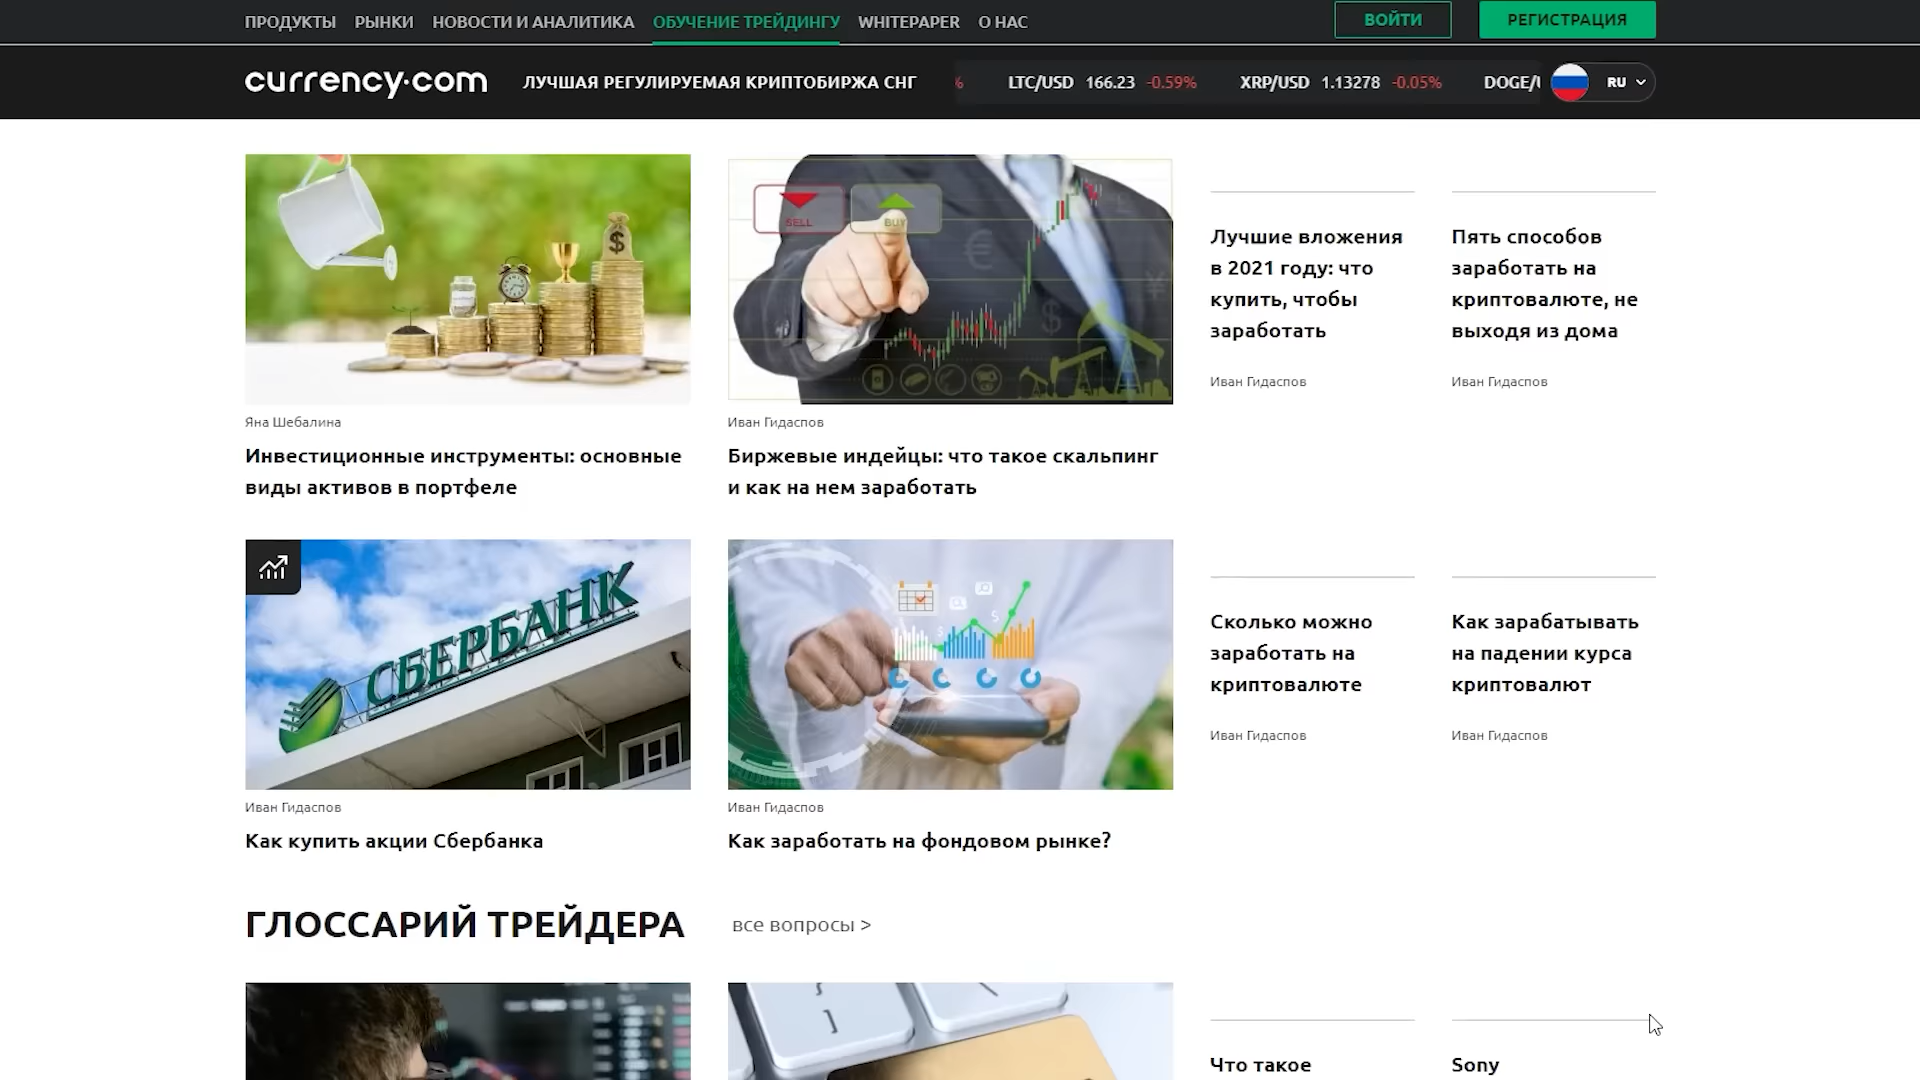 ПРОДУКТЫ РЫНКИ НОВОСТИ И АНАЛИТИКА ОБУЧЕНИЕ ТРЕЙДИНГУ WHITEPAPER О НАС ВОЙТИ РЕГИСТРАЦИЯ
currency.com ЛУЧШАЯ РЕГУЛИРУЕМАЯ КРИПТОБИРЖА СНГ % LTC/USD 166.23 -0.59% XRP/USD 1.13278 -0.05% DOGE/ RU
SELL BUY
Яна Шебалина
Инвестиционные инструменты: основные
виды активов в портфеле
Иван Гидаспов
Биржевые индейцы: что такое скальпинг
и как на нем заработать
Лучшие вложения
в 2021 году: что
купить, чтобы
заработать
Иван Гидаспов
Пять способов
заработать на
криптовалюте, не
выходя из дома
Иван Гидаспов
СБЕРБАНК
Иван Гидаспов
Как купить акции Сбербанка
Иван Гидаспов
Как заработать на фондовом рынке?
Сколько можно
заработать на
криптовалюте
Иван Гидаспов
Как зарабатывать
на падении курса
криптовалют
Иван Гидаспов
ГЛОССАРИЙ ТРЕЙДЕРА все вопросы >
Что такое
Sony